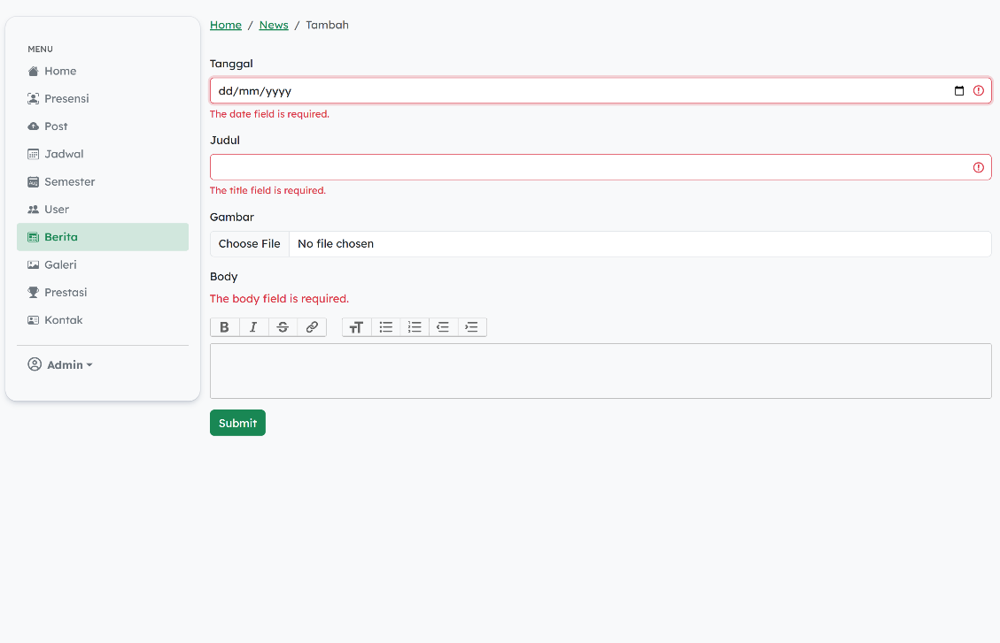 MENU
Home
Presensi
Post
Jadwal
Semester
User
Berita
Galeri
Prestasi
Kontak
Admin
Home / News / Tambah
Tanggal
dd/mm/yyyy
The date field is required.
Judul
The title field is required.
Gambar
Choose File No file chosen
Body
The body field is required.
Submit